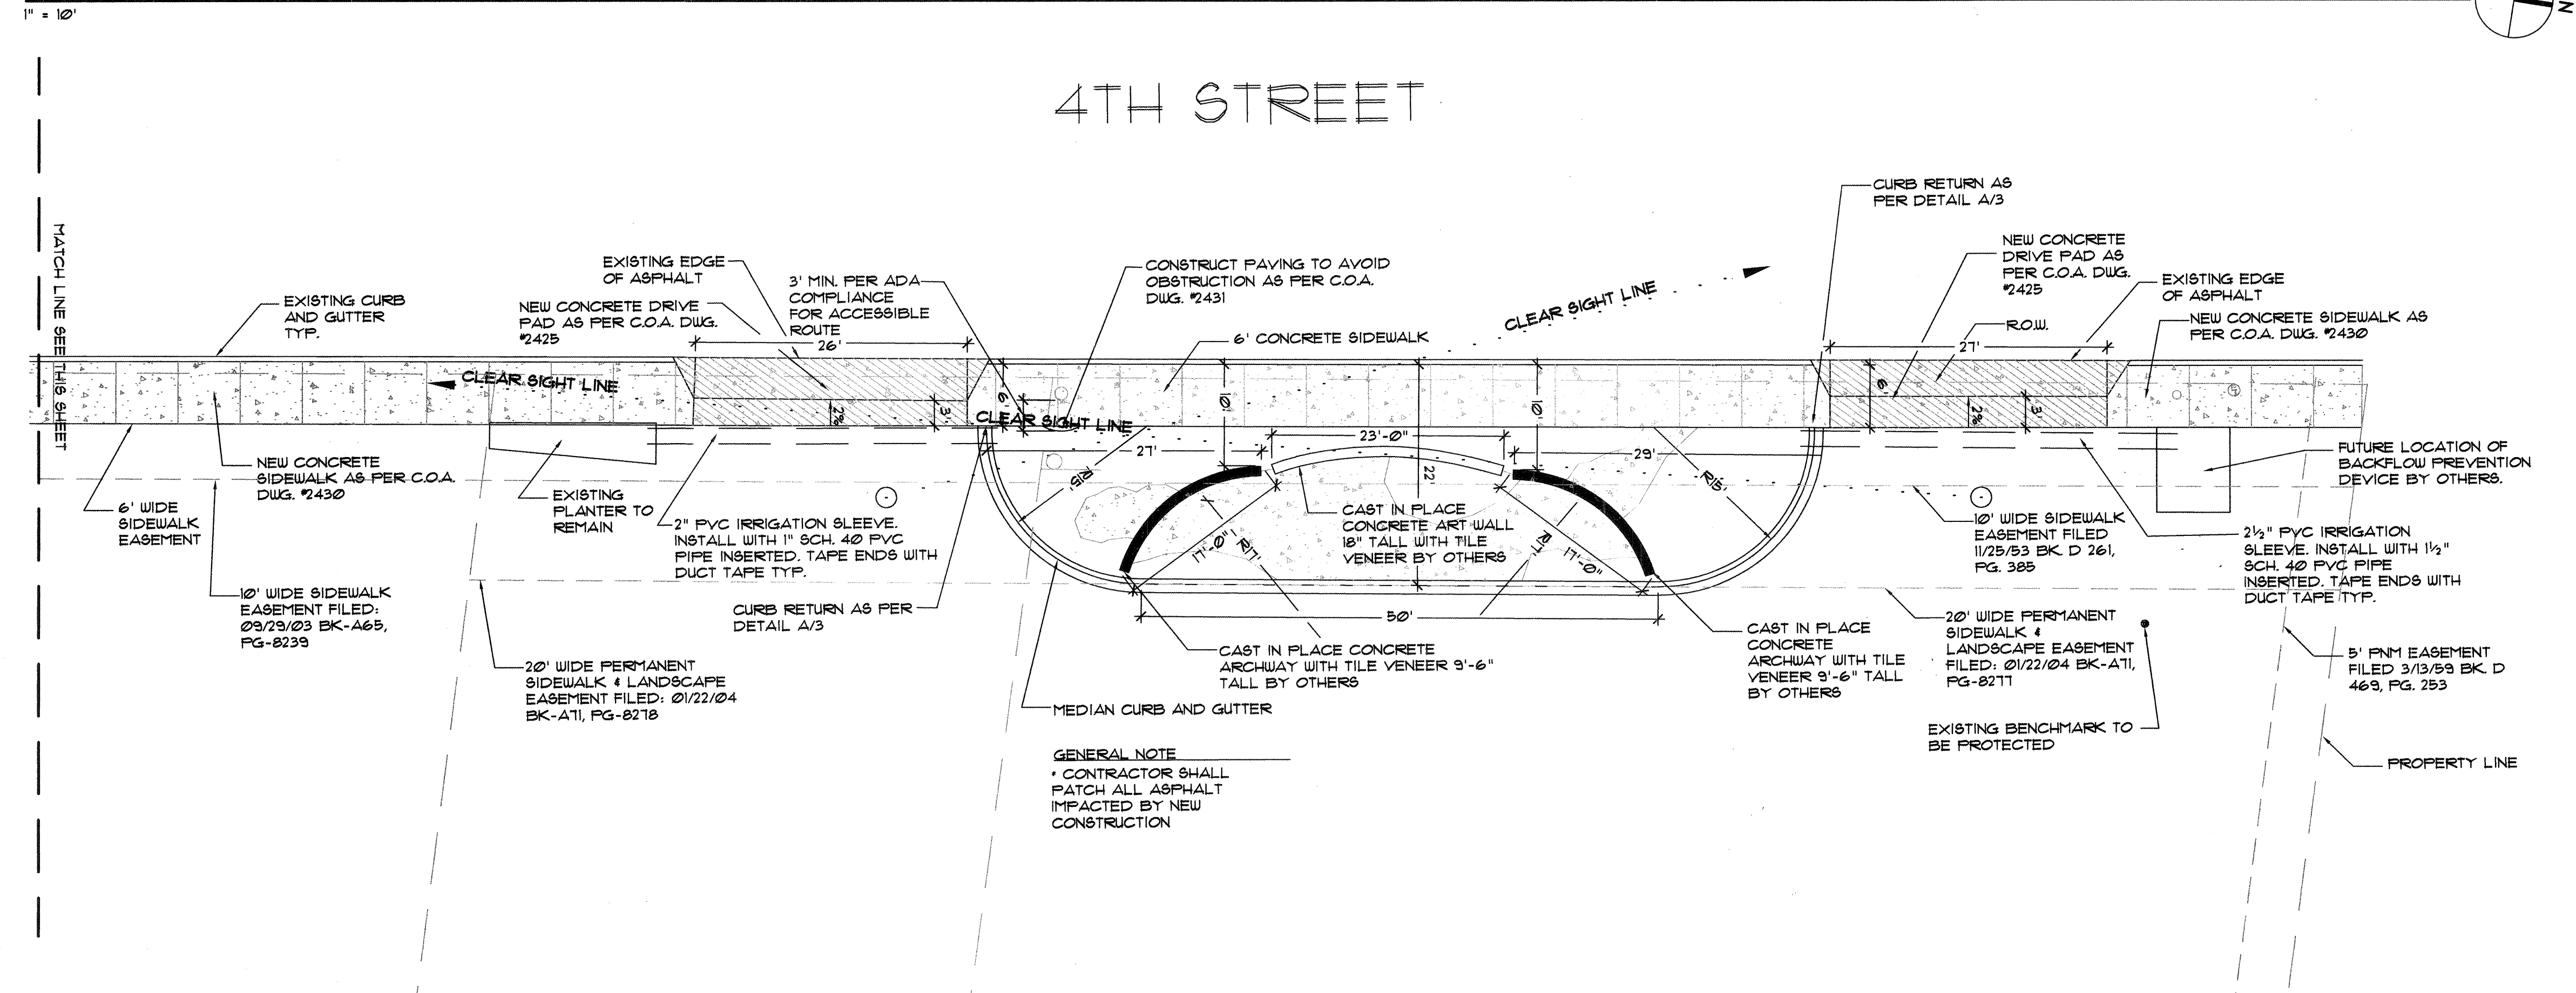 1" = 10'
N
4TH STREET
MATCH LINE SEE THIS SHEET
EXISTING CURB
AND GUTTER
TYP.
EXISTING EDGE
OF ASPHALT
NEW CONCRETE DRIVE
PAD AS PER C.O.A. DWG.
#2425
3' MIN. PER ADA
COMPLIANCE
FOR ACCESSIBLE
ROUTE
26'
CONSTRUCT PAVING TO AVOID
OBSTRUCTION AS PER C.O.A.
DWG. #2431
6' CONCRETE SIDEWALK
CLEAR SIGHT LINE
CURB RETURN AS
PER DETAIL A/3
NEW CONCRETE
DRIVE PAD AS
PER C.O.A. DWG.
#2425
EXISTING EDGE
OF ASPHALT
R.O.W.
27'
NEW CONCRETE SIDEWALK AS
PER C.O.A. DWG. #2430
CLEAR SIGHT LINE
2%
3'
6'
CLEAR SIGHT LINE
10'
22'
10'
6'
2%
3'
23'-0"
27'
29'
R15'
R15'
17'-0"
R17'
R17'
17'-0"
50'
CAST IN PLACE
CONCRETE ART WALL
18" TALL WITH TILE
VENEER BY OTHERS
NEW CONCRETE
SIDEWALK AS PER C.O.A.
DWG. #2430
6' WIDE
SIDEWALK
EASEMENT
EXISTING
PLANTER TO
REMAIN
2" PVC IRRIGATION SLEEVE.
INSTALL WITH 1" SCH. 40 PVC
PIPE INSERTED. TAPE ENDS WITH
DUCT TAPE TYP.
10' WIDE SIDEWALK
EASEMENT FILED:
09/29/03 BK-A65,
PG-8239
CURB RETURN AS PER
DETAIL A/3
20' WIDE PERMANENT
SIDEWALK & LANDSCAPE
EASEMENT FILED: 01/22/04
BK-A71, PG-8278
CAST IN PLACE CONCRETE
ARCHWAY WITH TILE VENEER 9'-6"
TALL BY OTHERS
MEDIAN CURB AND GUTTER
GENERAL NOTE
* CONTRACTOR SHALL
PATCH ALL ASPHALT
IMPACTED BY NEW
CONSTRUCTION
CAST IN PLACE
CONCRETE
ARCHWAY WITH TILE
VENEER 9'-6" TALL
BY OTHERS
FUTURE LOCATION OF
BACKFLOW PREVENTION
DEVICE BY OTHERS.
10' WIDE SIDEWALK
EASEMENT FILED
11/25/53 BK. D 261,
PG. 385
2½" PVC IRRIGATION
SLEEVE. INSTALL WITH 1½"
SCH. 40 PVC PIPE
INSERTED. TAPE ENDS WITH
DUCT TAPE TYP.
20' WIDE PERMANENT
SIDEWALK &
LANDSCAPE EASEMENT
FILED: 01/22/04 BK-A71,
PG-8277
EXISTING BENCHMARK TO
BE PROTECTED
5' PNM EASEMENT
FILED 3/13/59 BK. D
469, PG. 253
PROPERTY LINE